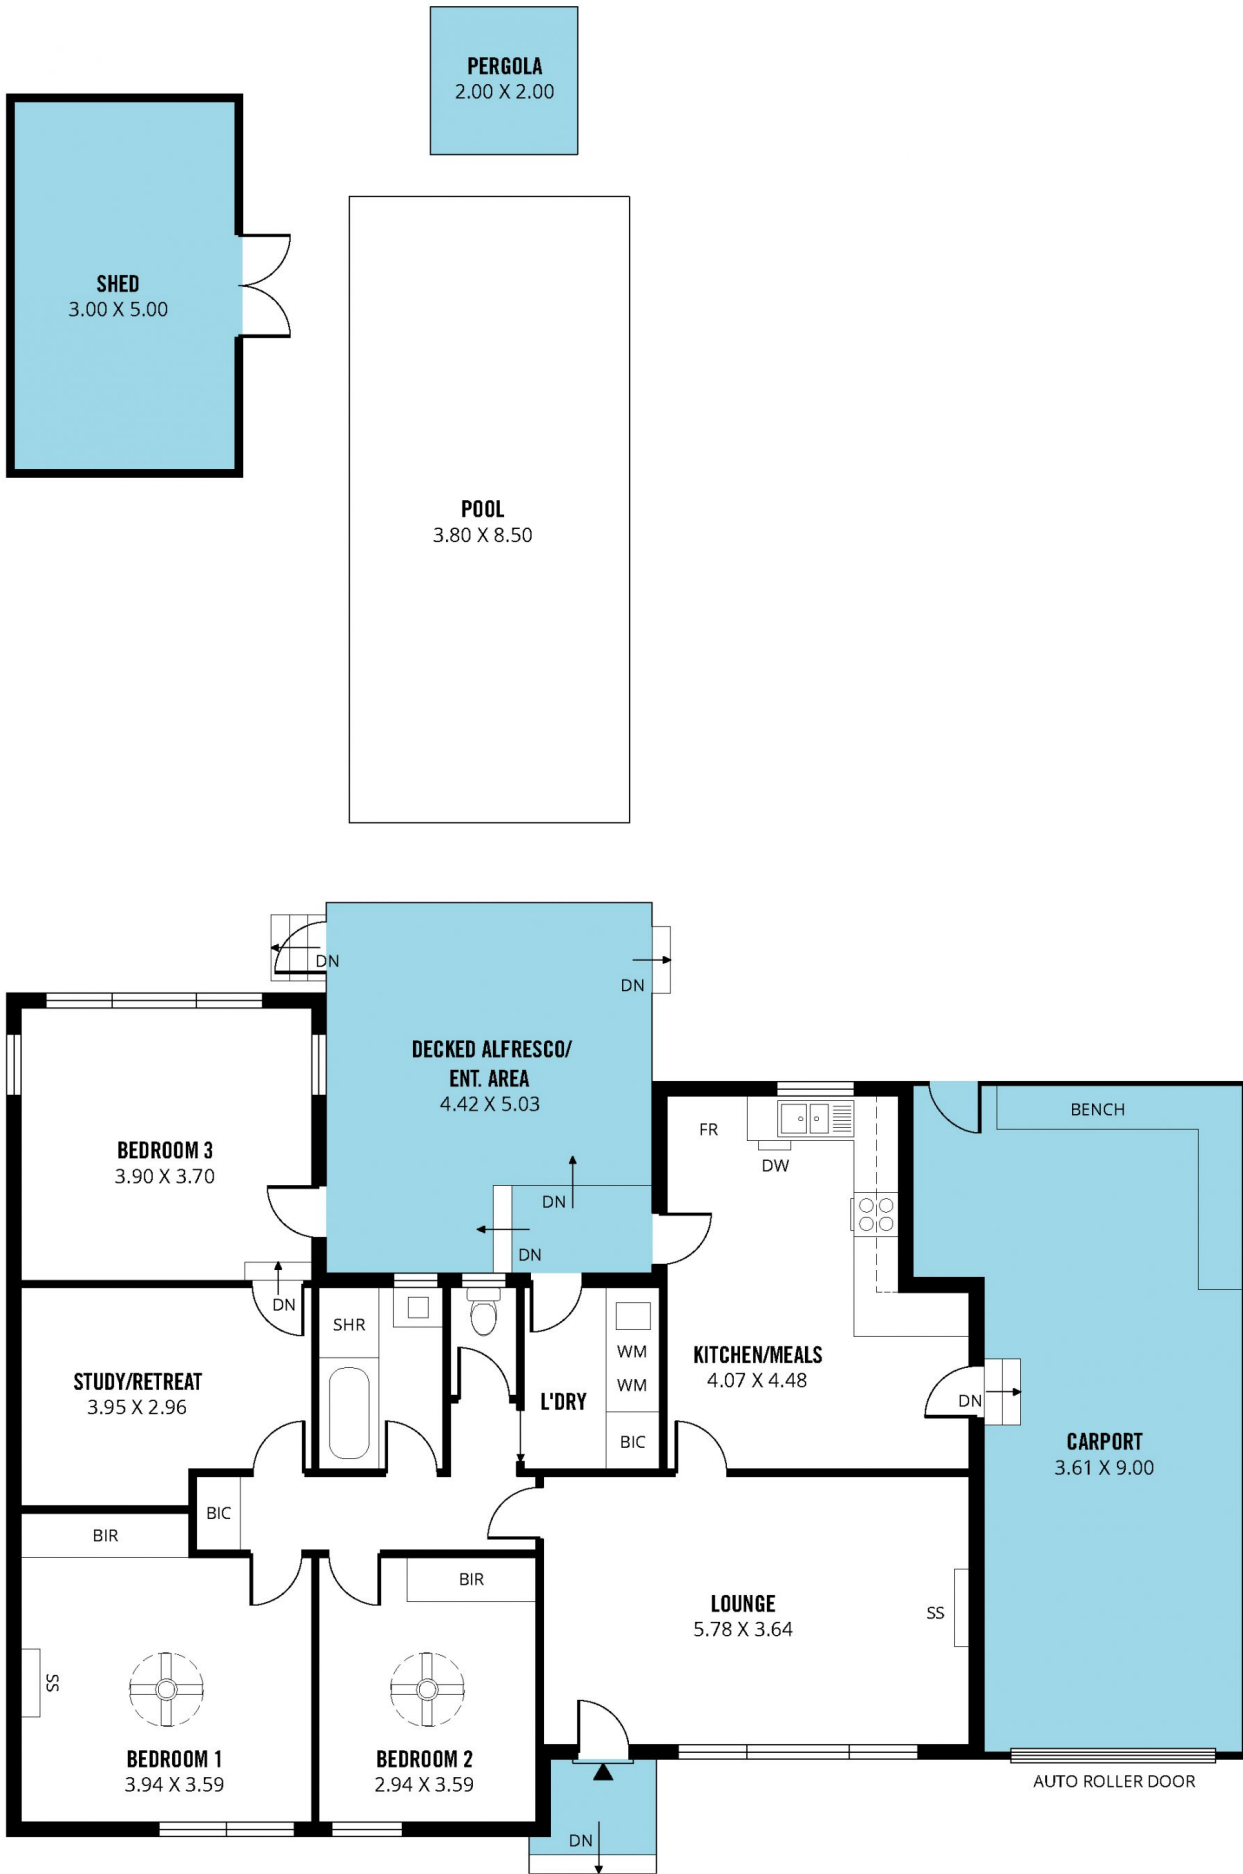 PERGOLA
2.00 X 2.00
SHED
3.00 X 5.00
POOL
3.80 X 8.50
DN
DN
DECKED ALFRESCO/
ENT. AREA
4.42 X 5.03
BEDROOM 3
3.90 X 3.70
FR
DW
BENCH
DN
DN
DN
SHR
WM
WM
BIC
L'DRY
STUDY/RETREAT
3.95 X 2.96
KITCHEN/MEALS
4.07 X 4.48
DN
CARPORT
3.61 X 9.00
BIC
BIR
BIR
LOUNGE
5.78 X 3.64
SS
SS
BEDROOM 1
3.94 X 3.59
BEDROOM 2
2.94 X 3.59
AUTO ROLLER DOOR
DN